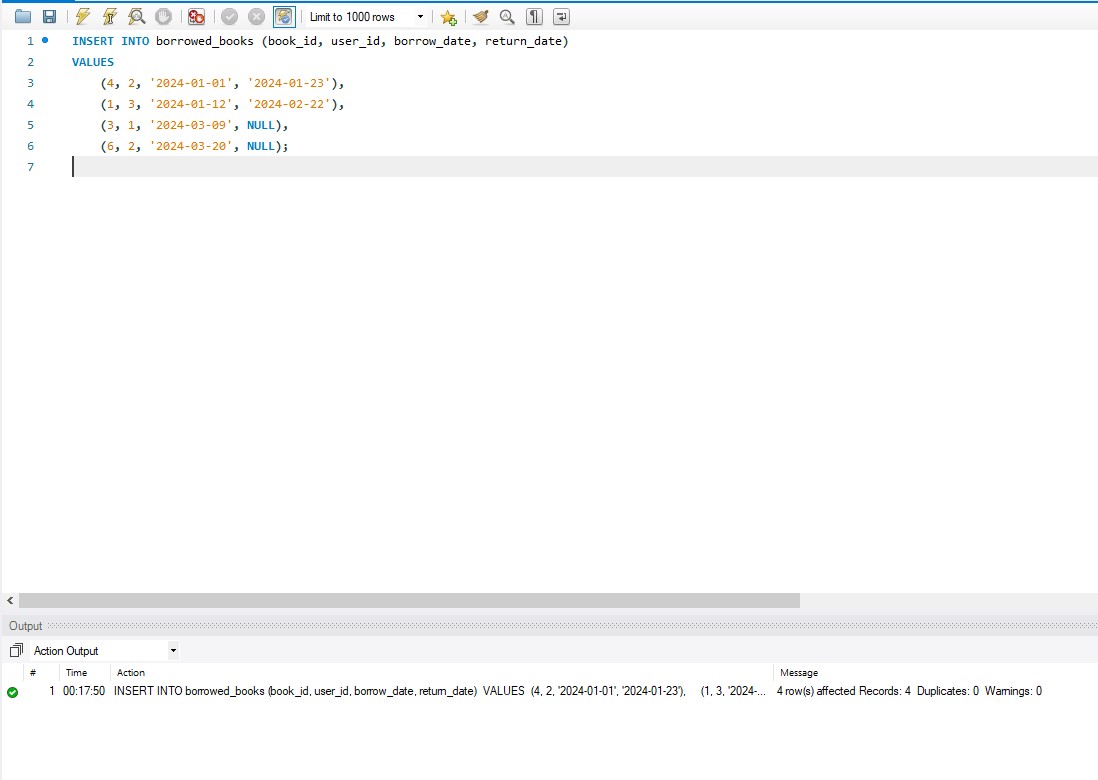 Limit to 1000 rows
1 INSERT INTO borrowed_books (book_id, user_id, borrow_date, return_date)
2 VALUES
3 (4, 2, '2024-01-01', '2024-01-23'),
4 (1, 3, '2024-01-12', '2024-02-22'),
5 (3, 1, '2024-03-09', NULL),
6 (6, 2, '2024-03-20', NULL);
7
Output
Action Output
# Time Action Message
1 00:17:50 INSERT INTO borrowed_books (book_id, user_id, borrow_date, return_date) VALUES (4, 2, '2024-01-01', '2024-01-23'), (1, 3, '2024-... 4 row(s) affected Records: 4 Duplicates: 0 Warnings: 0